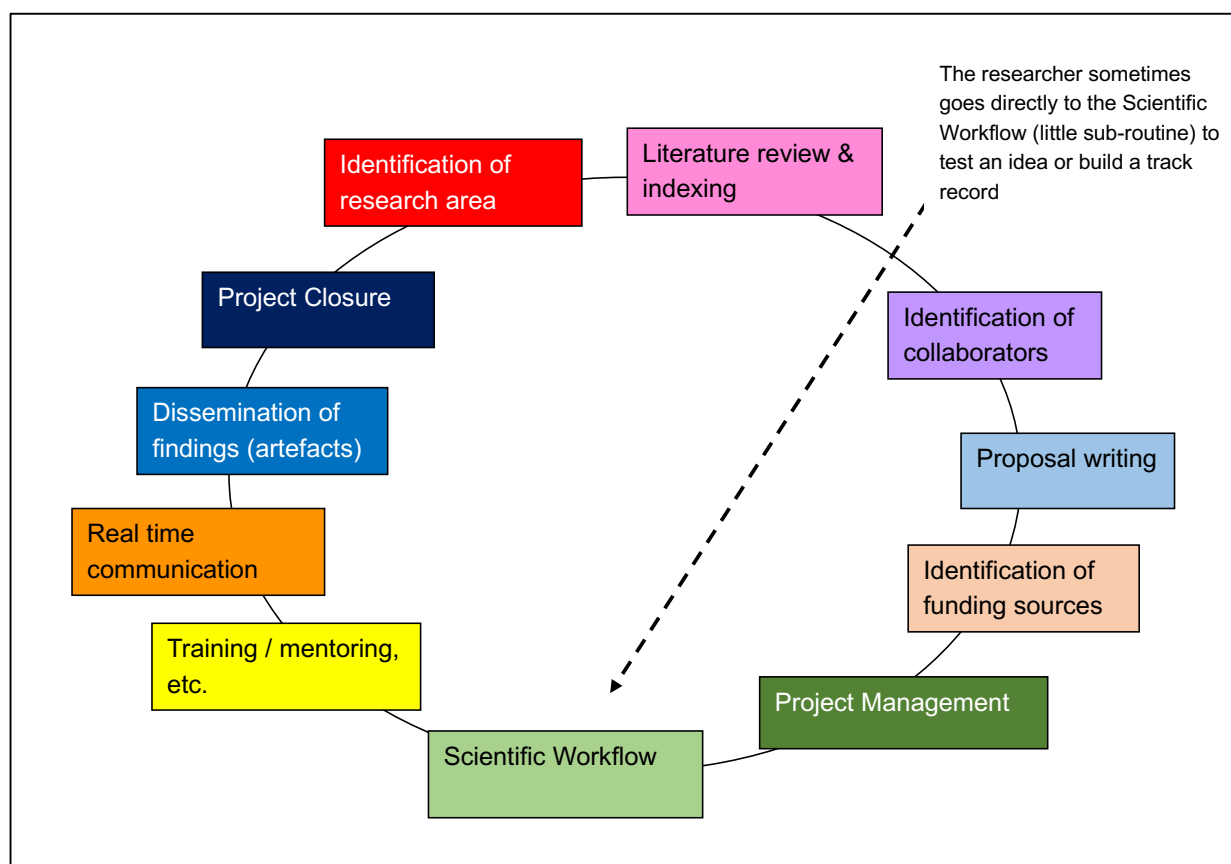 The researcher sometimes
goes directly to the Scientific
Workflow (little sub-routine) to
test an idea or build a track
record
Identification of
research area
Literature review &
indexing
Identification of
collaborators
Proposal writing
Identification of
funding sources
Project Management
Scientific Workflow
Training / mentoring,
etc.
Real time
communication
Dissemination of
findings (artefacts)
Project Closure